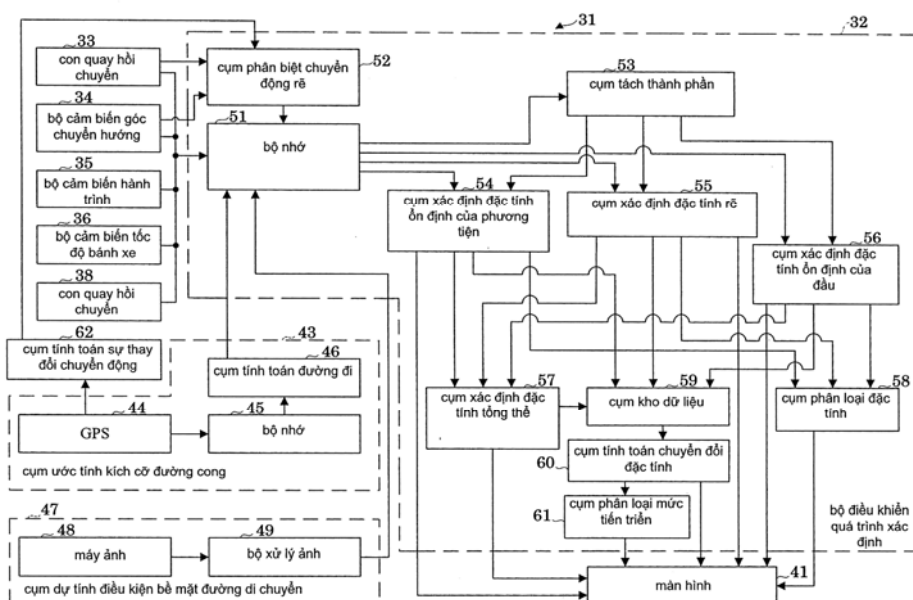 31
32
33
con quay hồi
chuyển
34
bộ cảm biến góc
chuyển hướng
35
bộ cảm biến hành
trình
36
bộ cảm biến tốc
độ bánh xe
38
con quay hồi
chuyển
62
cụm tính toán sự thay
đổi chuyển động
52
cụm phân biệt chuyển
động rẽ
51
bộ nhớ
53
cụm tách thành phần
54
cụm xác định đặc tính
ổn định của phương
tiện
55
cụm xác định đặc tính rẽ
56
cụm xác định đặc
tính ổn định của
đầu
43
46
cụm tính toán đường đi
44
GPS
45
bộ nhớ
cụm ước tính kích cỡ đường cong
57
cụm xác định đặc
tính tổng thể
59
cụm kho dữ liệu
58
cụm phân loại đặc
tính
60
cụm tính toán chuyển đổi
đặc tính
61
cụm phân loại mức
tiến triển
bộ điều khiển
quá trình xác
định
47
48
máy ảnh
49
bộ xử lý ảnh
cụm dự tính điều kiện bề mặt đường di chuyển
41
màn hình